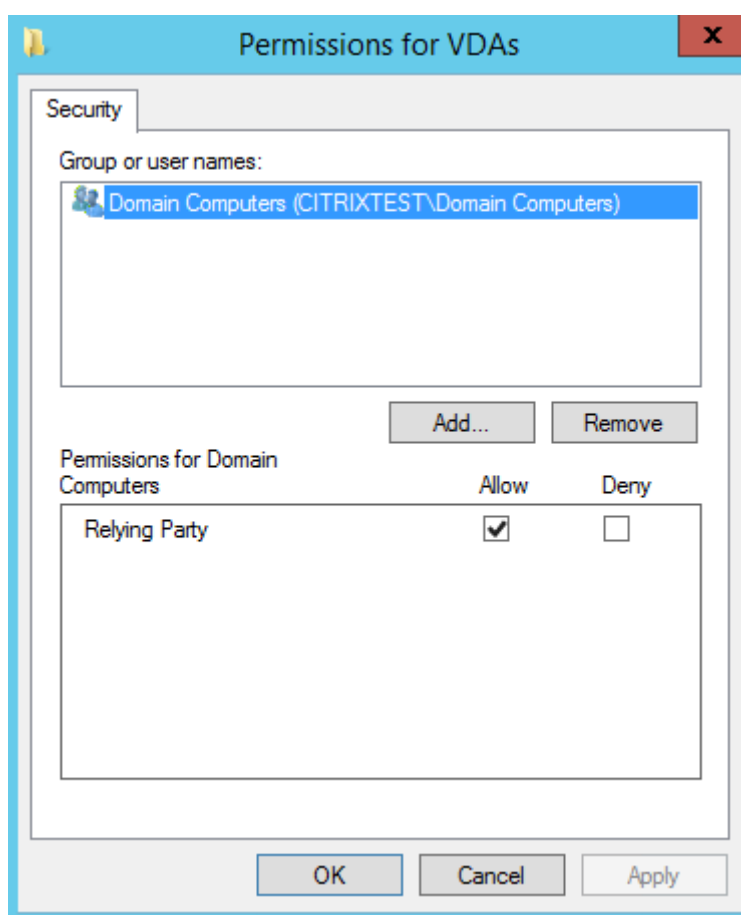 Permissions for VDAs
x
Security
Group or user names:
Domain Computers (CITRIXTEST\Domain Computers)
Add... Remove
Permissions for Domain
Computers Allow Deny
Relying Party
OK Cancel Apply